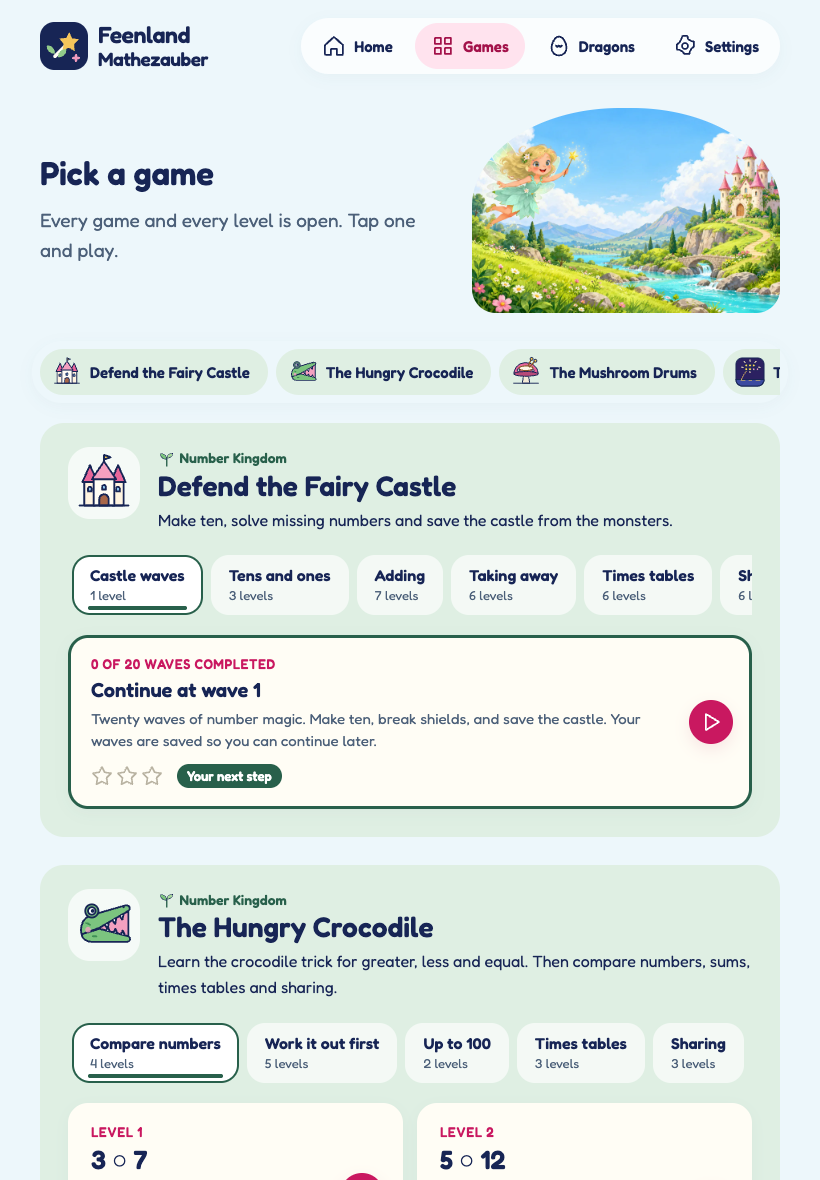 Feenland
Mathezauber
Home
Games
Dragons
Settings
Pick a game
Every game and every level is open. Tap one
and play.
Defend the Fairy Castle
The Hungry Crocodile
The Mushroom Drums
Number Kingdom
Defend the Fairy Castle
Make ten, solve missing numbers and save the castle from the monsters.
Castle waves
1 level
Tens and ones
3 levels
Adding
7 levels
Taking away
6 levels
Times tables
6 levels
0 OF 20 WAVES COMPLETED
Continue at wave 1
Twenty waves of number magic. Make ten, break shields, and save the castle. Your
waves are saved so you can continue later.
Your next step
Number Kingdom
The Hungry Crocodile
Learn the crocodile trick for greater, less and equal. Then compare numbers, sums,
times tables and sharing.
Compare numbers
4 levels
Work it out first
5 levels
Up to 100
2 levels
Times tables
3 levels
Sharing
3 levels
LEVEL 1
3 ○ 7
LEVEL 2
5 ○ 12